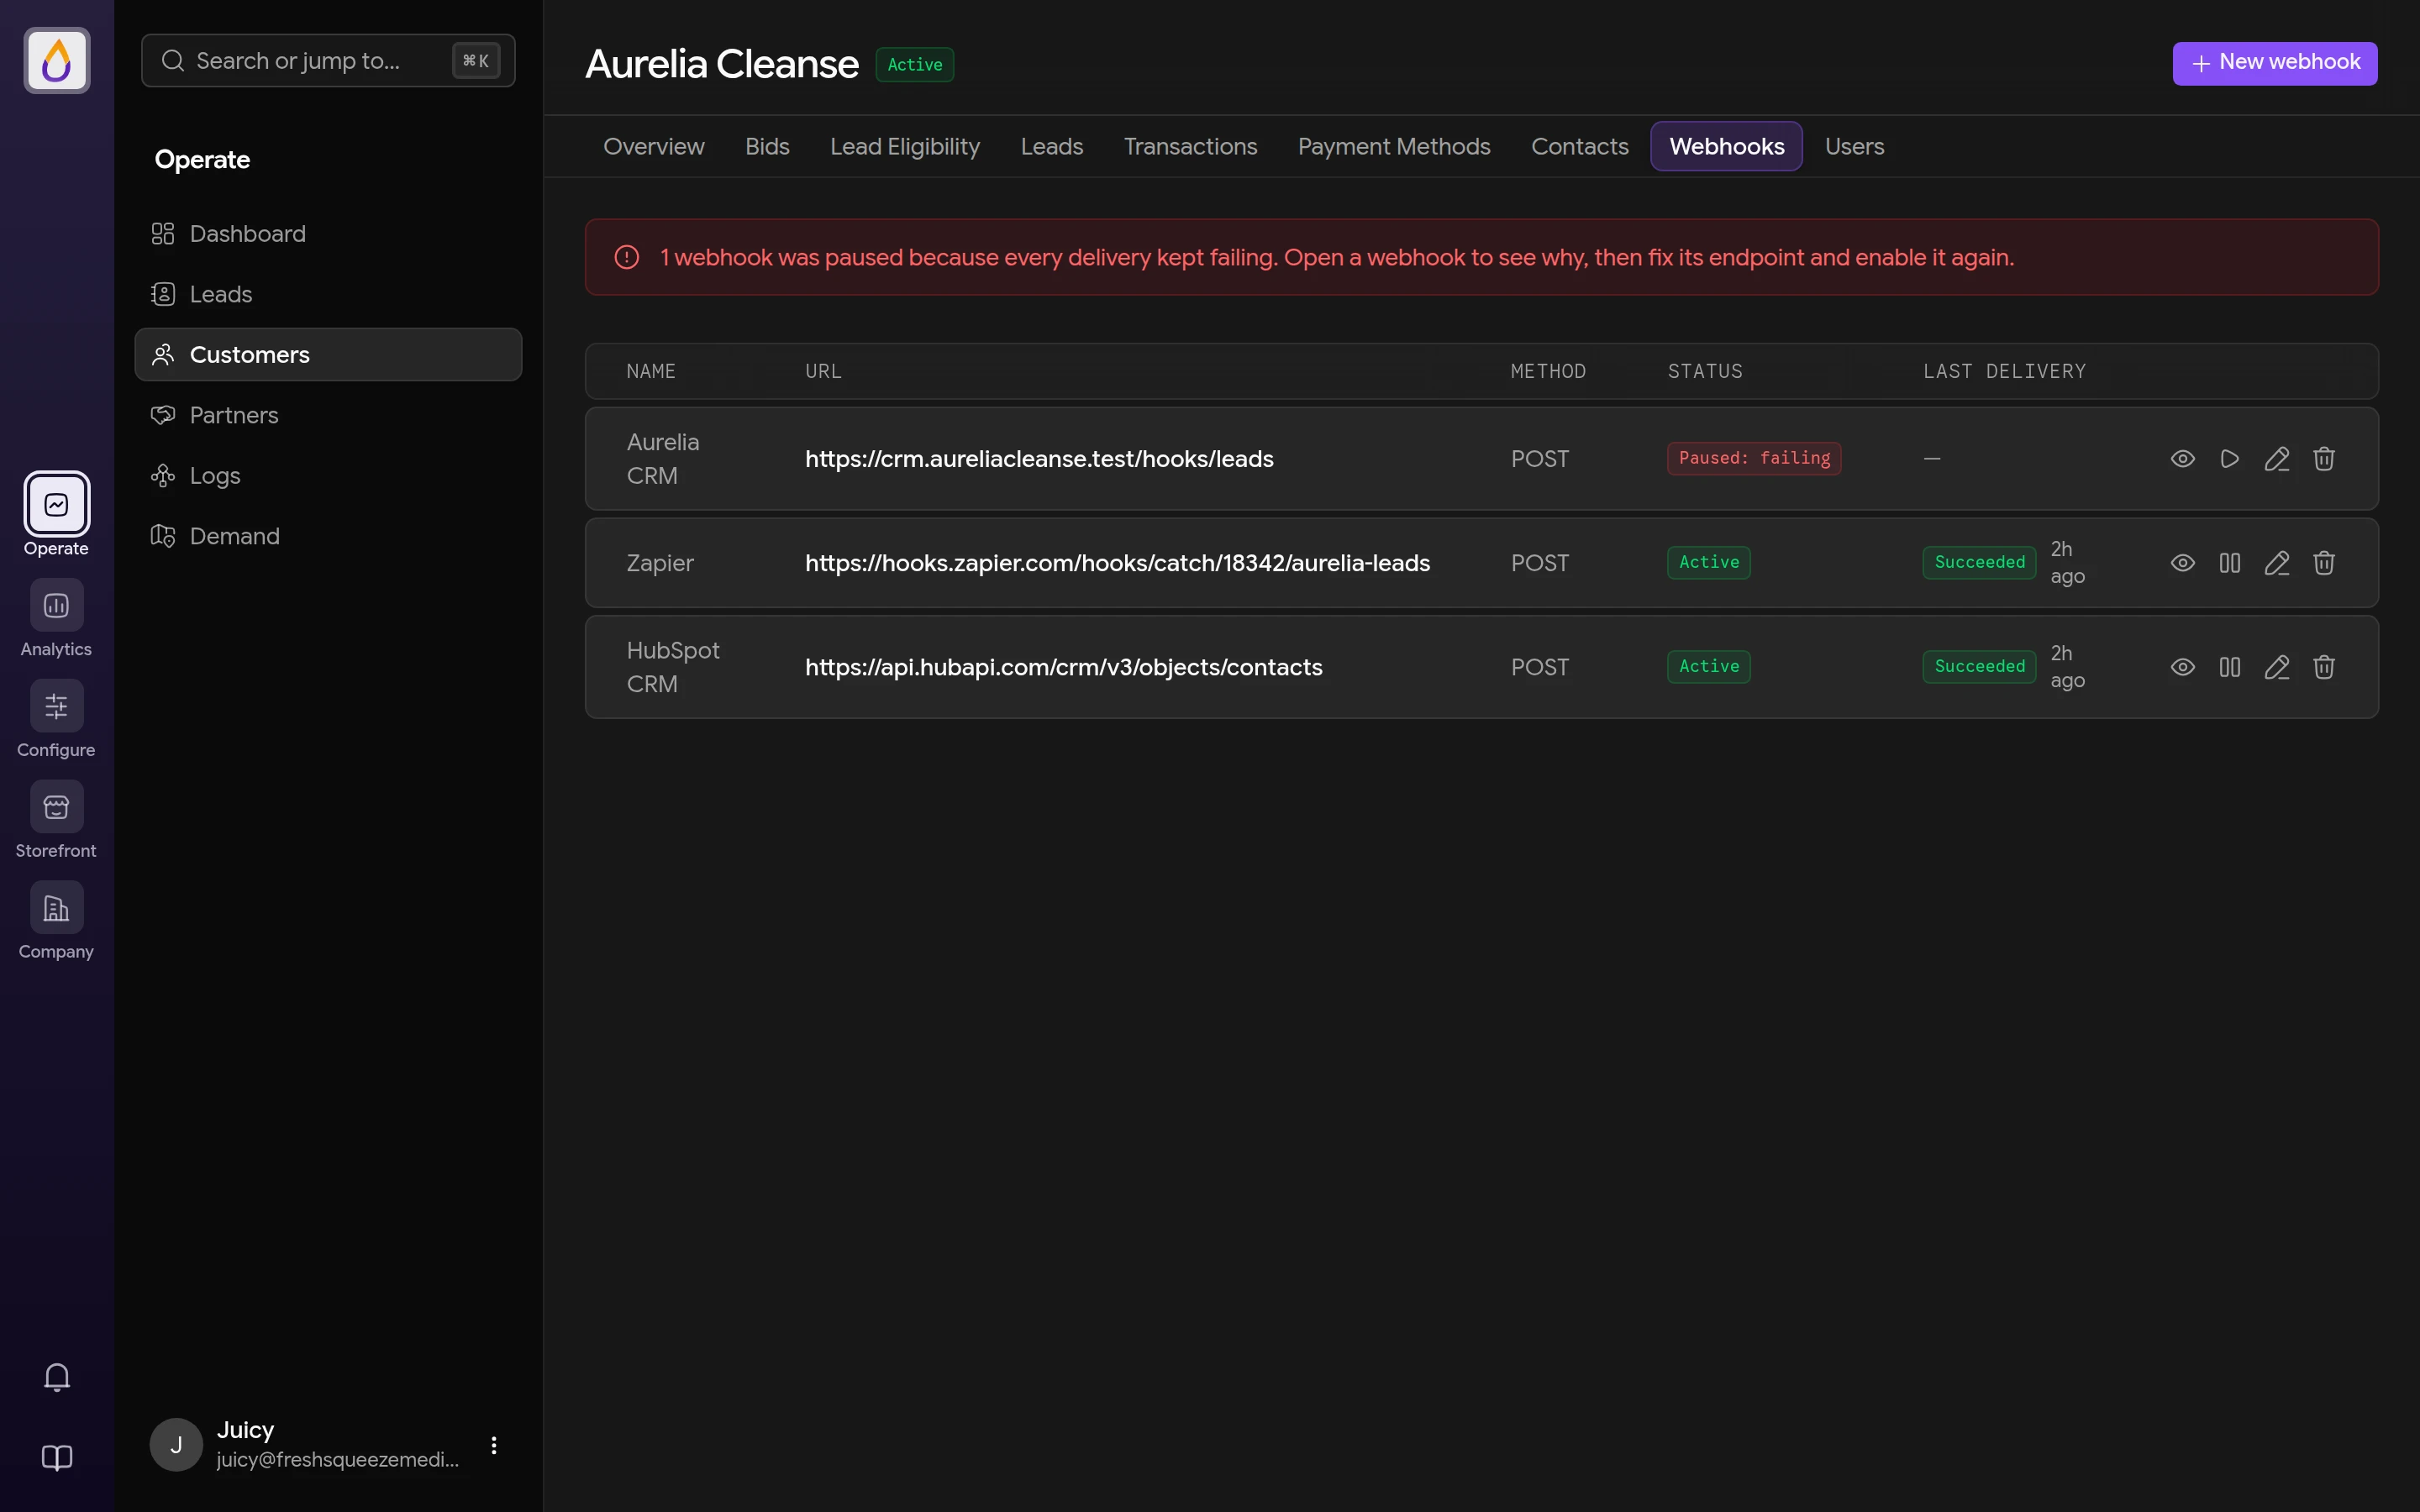 Search or jump to...
⌘K
Operate
Dashboard
Leads
Customers
Partners
Logs
Demand
Operate
Analytics
Configure
Storefront
Company
J
Juicy
juicy@freshsqueezemedi...
Aurelia Cleanse
Active
New webhook
Overview
Bids
Lead Eligibility
Leads
Transactions
Payment Methods
Contacts
Webhooks
Users
1 webhook was paused because every delivery kept failing. Open a webhook to see why, then fix its endpoint and enable it again.
NAME URL METHOD STATUS LAST DELIVERY
Aurelia
CRM
https://crm.aureliacleanse.test/hooks/leads
POST
Paused: failing
—
Zapier
https://hooks.zapier.com/hooks/catch/18342/aurelia-leads
POST
Active
Succeeded
2h
ago
HubSpot
CRM
https://api.hubapi.com/crm/v3/objects/contacts
POST
Active
Succeeded
2h
ago